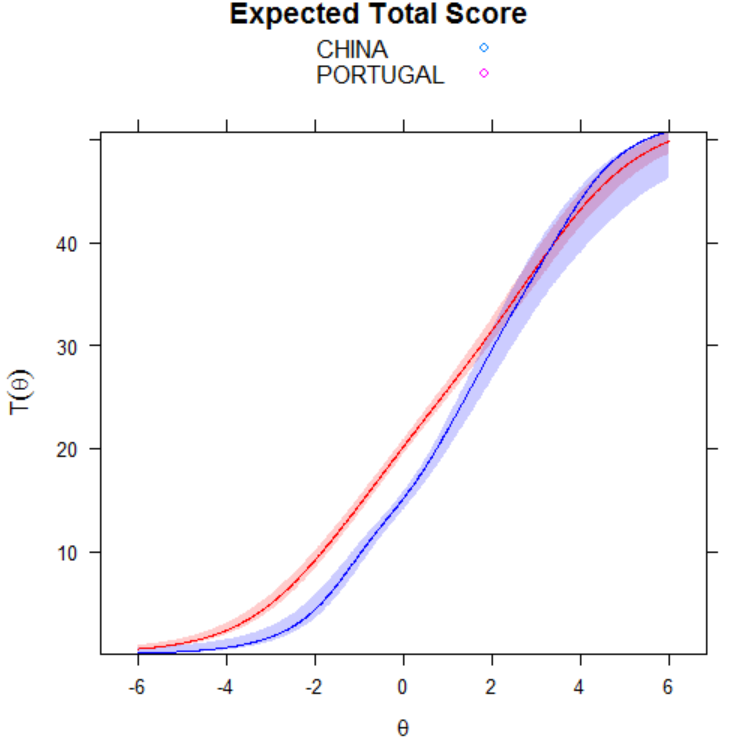 Expected Total Score
CHINA
PORTUGAL
40
30
T(θ)
20
10
-6 -4 -2 0 2 4 6
θ